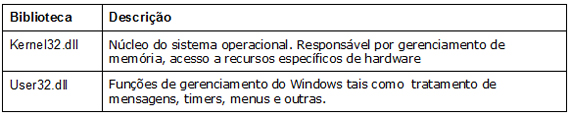 Biblioteca Descrição
Kernel32.dll Núcleo do sistema operacional. Responsável por gerenciamento de
memória, acesso a recursos específicos de hardware
User32.dll Funções de gerenciamento do Windows tais como tratamento de
mensagens, timers, menus e outras.